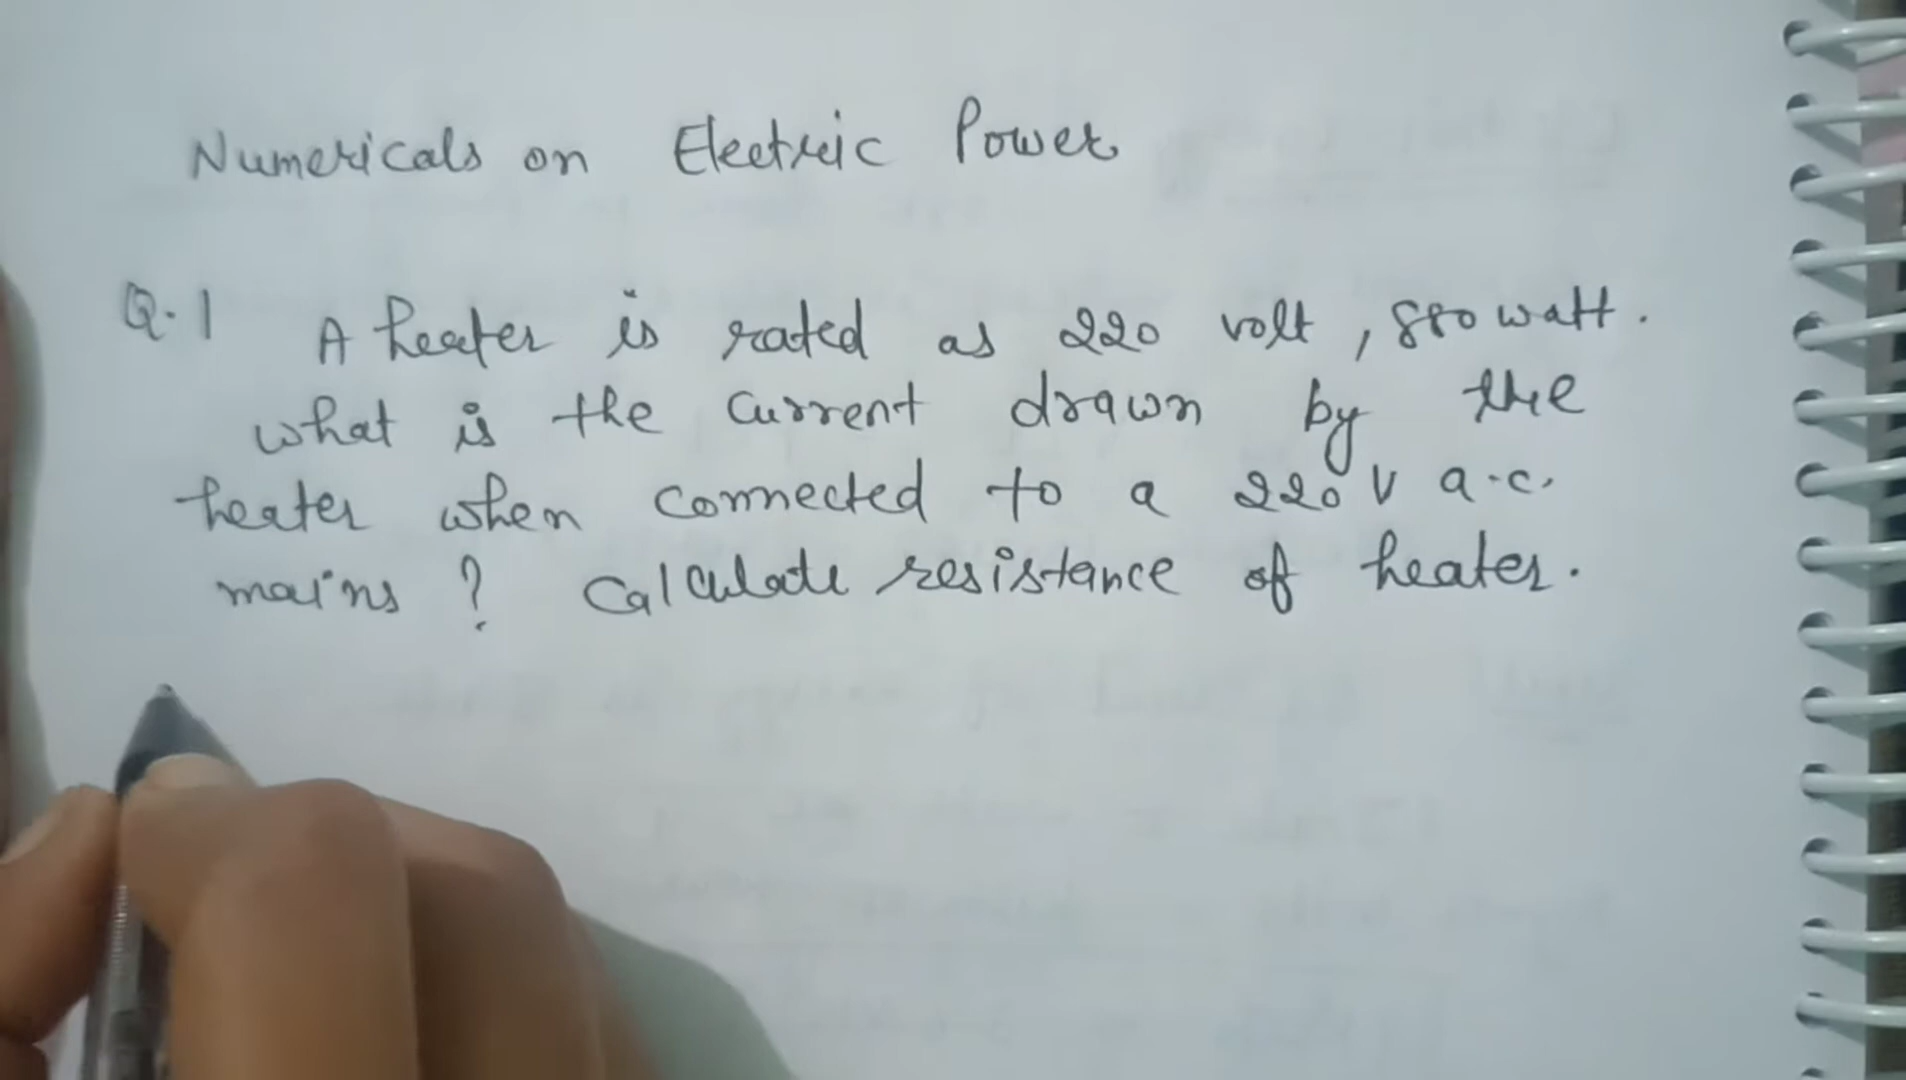 Numericals on Electric Power
Q.1 A heater is rated as 220 volt, 880 watt.
what is the current drawn by the
heater when connected to a 220 V a.c.
mains ? Calculate resistance of heater.